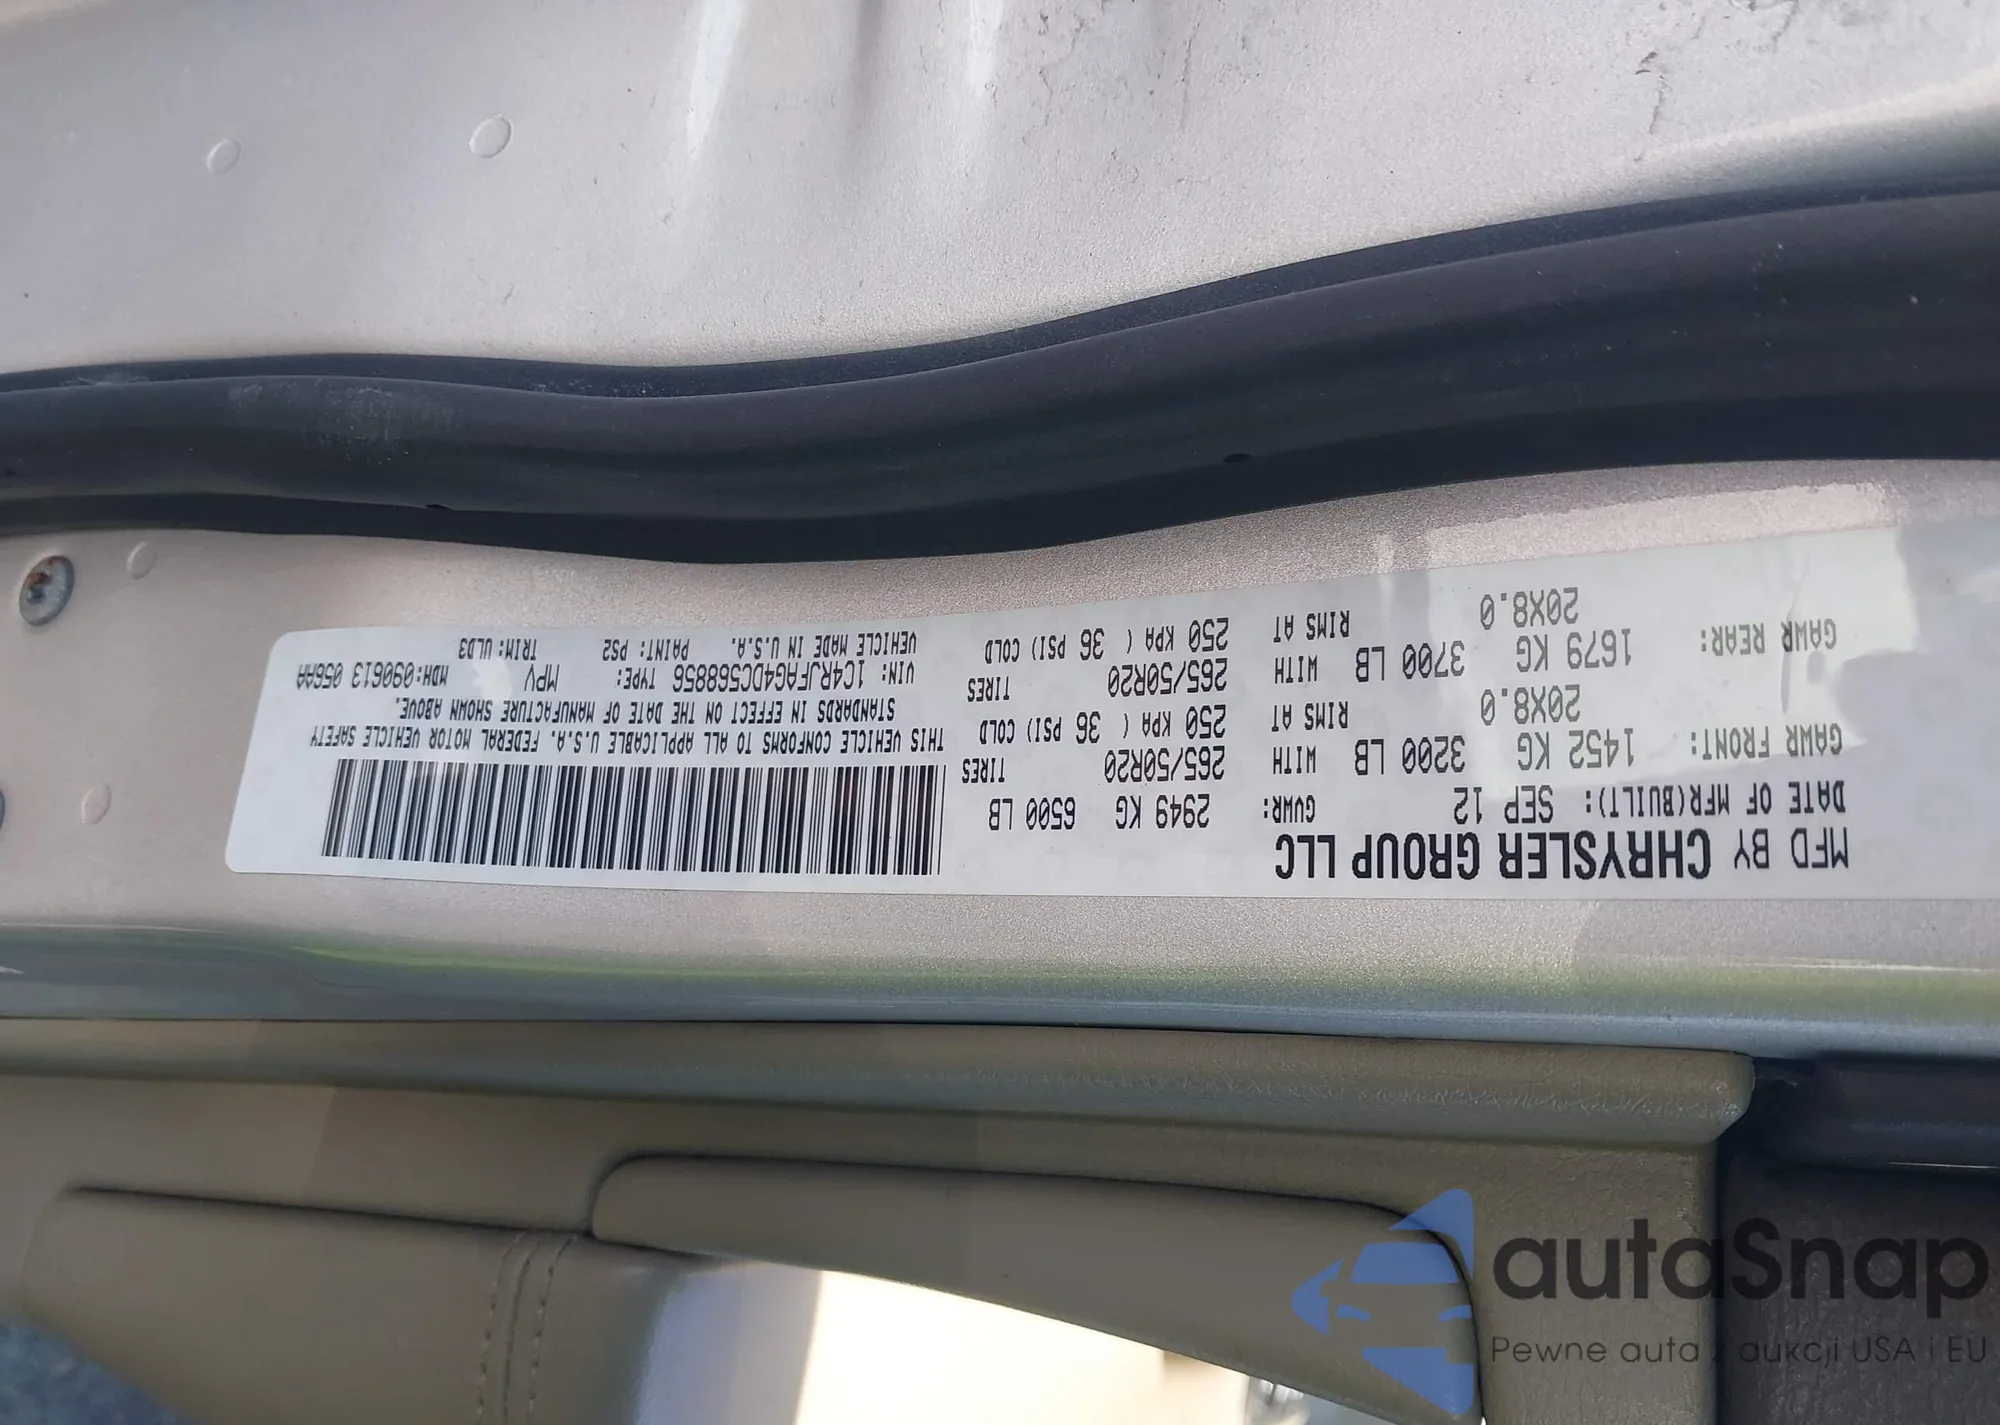 MFD BY CHRYSLER GROUP LLC
DATE OF MFR(BUILT): SEP 12 GVWR: 2949 KG 6500 LB
GAWR FRONT: 1452 KG 3200 LB WITH TIRES
20X8.0 RIMS AT 265/50R20
250 KPA ( 36 PSI) COLD
GAWR REAR: 1679 KG 3700 LB WITH TIRES
20X8.0 RIMS AT 265/50R20
250 KPA ( 36 PSI) COLD
THIS VEHICLE CONFORMS TO ALL APPLICABLE U.S.A. FEDERAL MOTOR VEHICLE SAFETY
STANDARDS IN EFFECT ON THE DATE OF MANUFACTURE SHOWN ABOVE.
VIN: 1C4RJFAG4DC568856 TYPE: MPV MDH:090613 056AA
VEHICLE MADE IN U.S.A. PAINT: PS2 TRIM: ULD3
autoSnap
Pewne auta z aukcji USA i EU